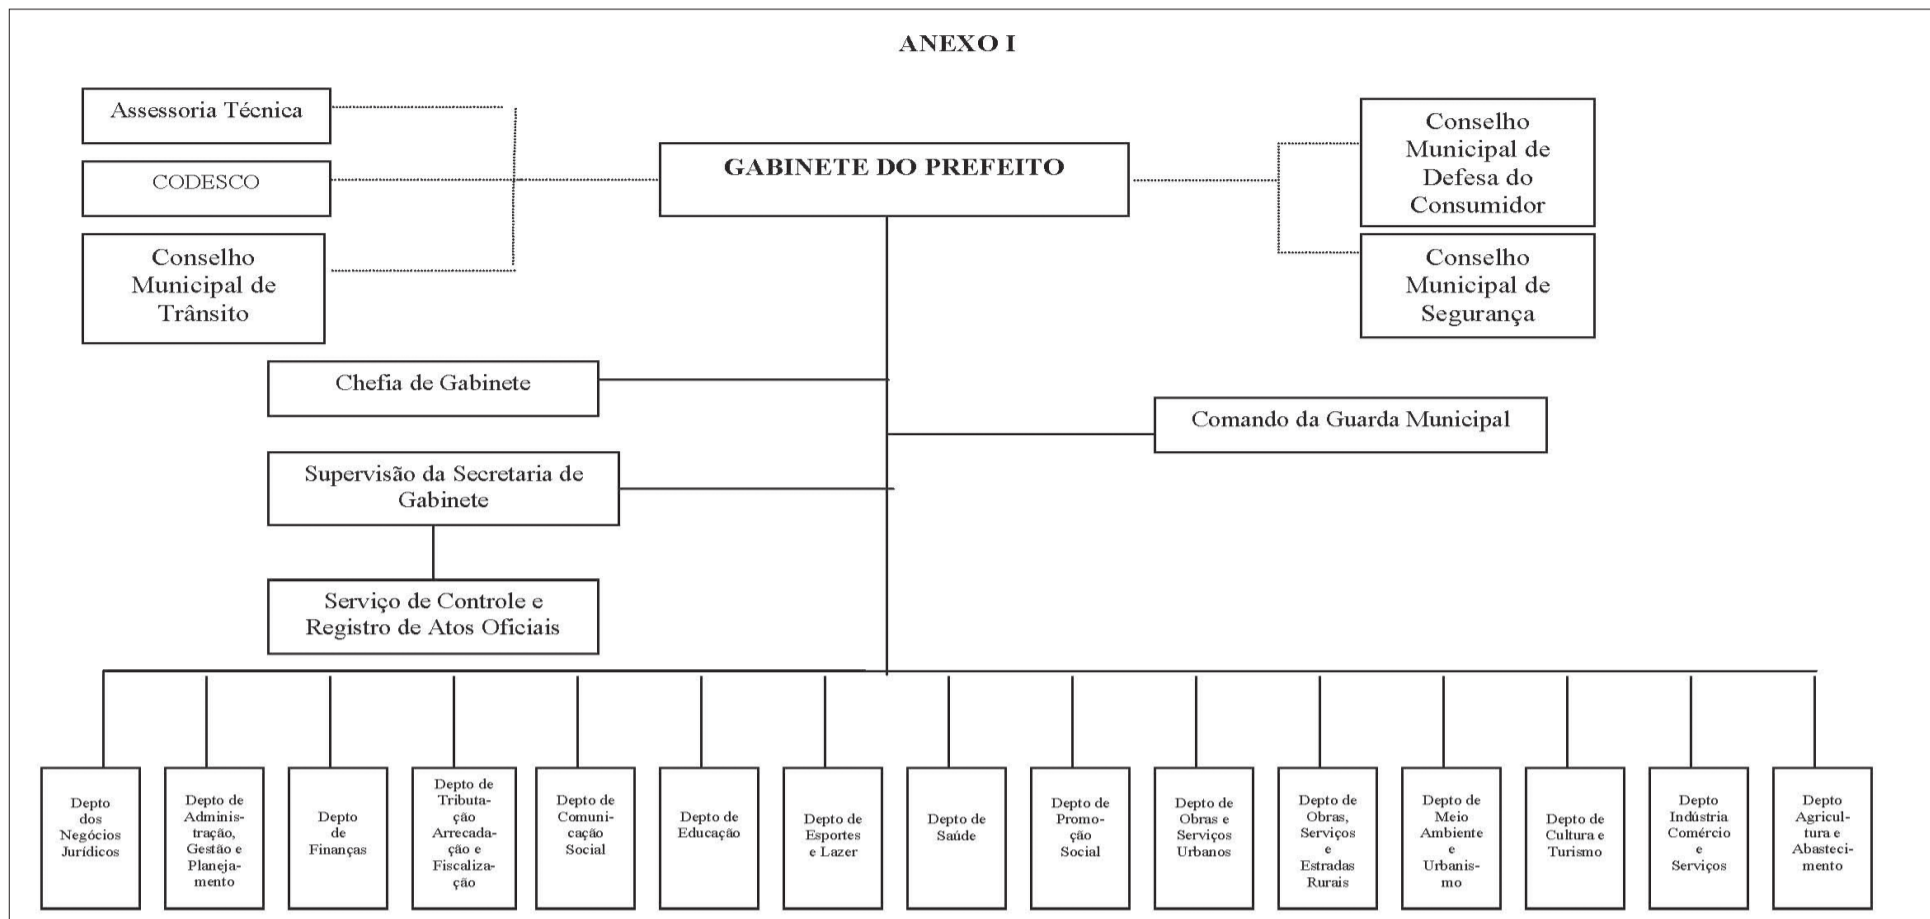 ANEXO I
Assessoria Técnica
CODESCO
Conselho
Municipal de
Trânsito
GABINETE DO PREFEITO
Conselho
Municipal de
Defesa do
Consumidor
Conselho
Municipal de
Segurança
Chefia de Gabinete
Comando da Guarda Municipal
Supervisão da Secretaria de
Gabinete
Serviço de Controle e
Registro de Atos Oficiais
Depto
dos
Negócios
Jurídicos
Depto de
Adminis-
tração,
Gestão e
Planeja-
mento
Depto
de
Finanças
Depto de
Tributa-
ção
Arrecada-
ção e
Fiscaliza-
ção
Depto de
Comuni-
cação
Social
Depto de
Educação
Depto de
Esportes
e Lazer
Depto de
Saúde
Depto de
Promo-
ção
Social
Depto de
Obras e
Serviços
Urbanos
Depto de
Obras,
Serviços
e
Estradas
Rurais
Depto de
Meio
Ambiente
e
Urbanis-
mo
Depto de
Cultura e
Turismo
Depto
Indústria
Comércio
e
Serviços
Depto
Agricul-
tura e
Abasteci-
mento